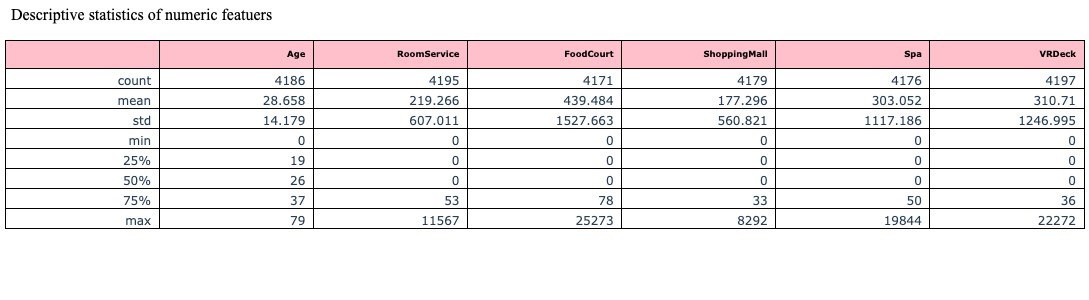 Descriptive statistics of numeric featuers
Age RoomService FoodCourt ShoppingMall Spa VRDeck
count 4186 4195 4171 4179 4176 4197
mean 28.658 219.266 439.484 177.296 303.052 310.71
std 14.179 607.011 1527.663 560.821 1117.186 1246.995
min 0 0 0 0 0 0
25% 19 0 0 0 0 0
50% 26 0 0 0 0 0
75% 37 53 78 33 50 36
max 79 11567 25273 8292 19844 22272